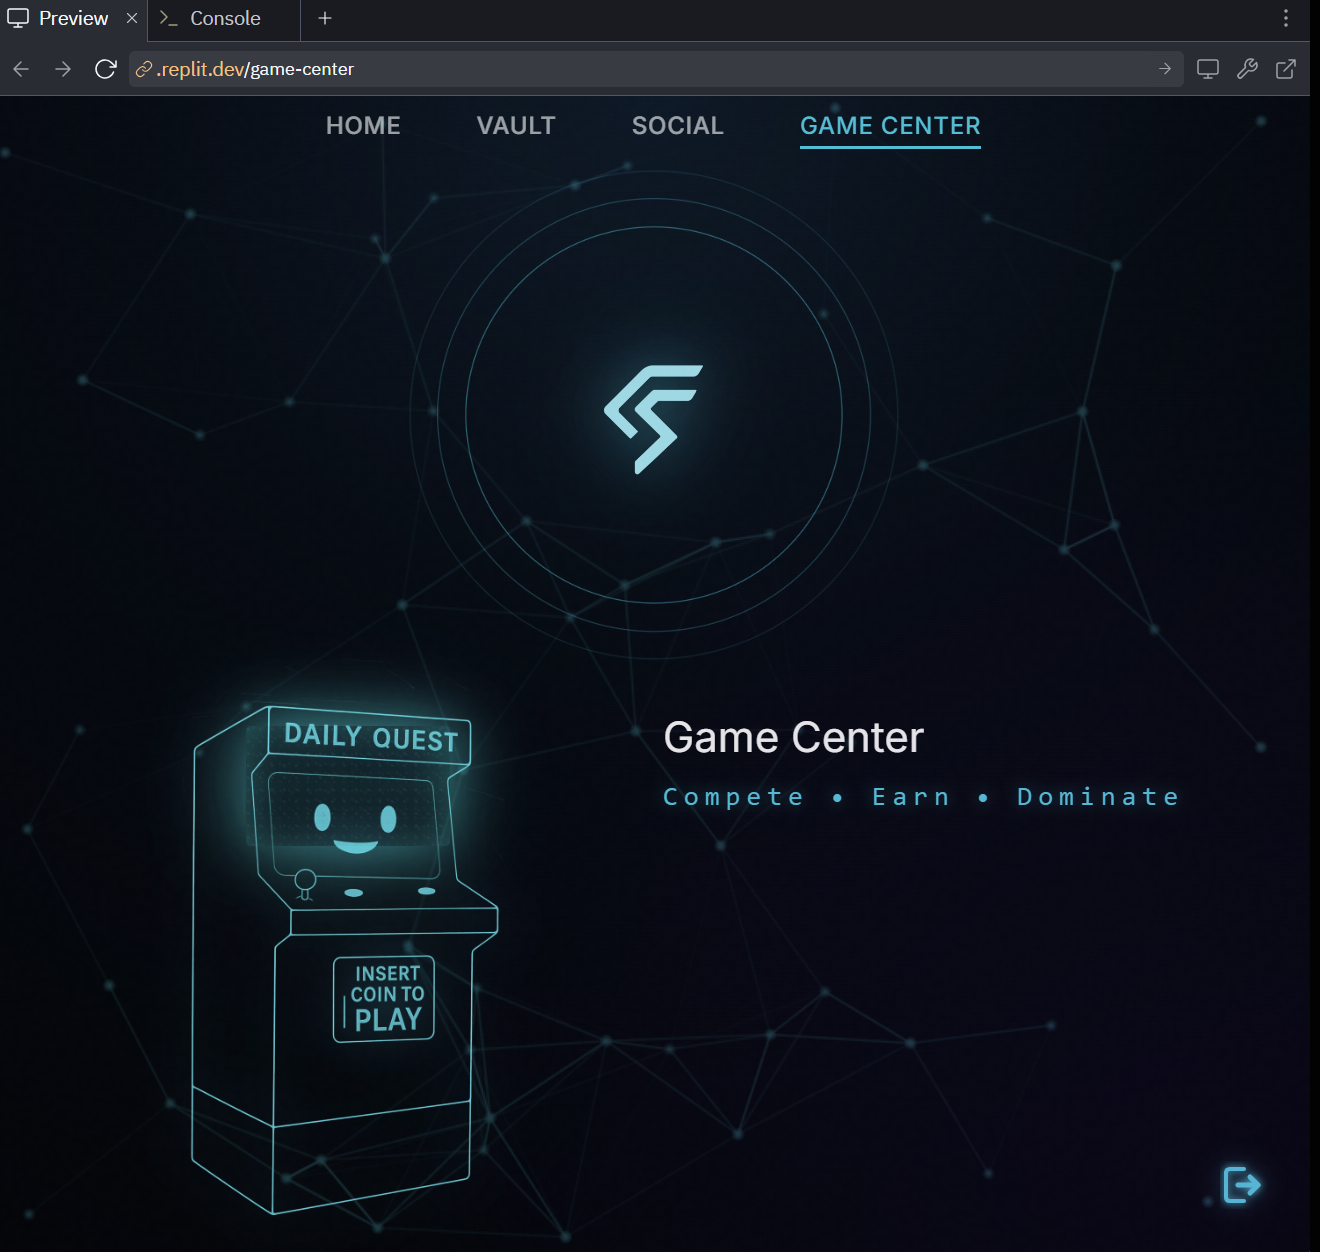 Preview
Console
.replit.dev/game-center
HOME
VAULT
SOCIAL
GAME CENTER
DAILY QUEST
INSERT
COIN TO
PLAY
Game Center
Compete • Earn • Dominate